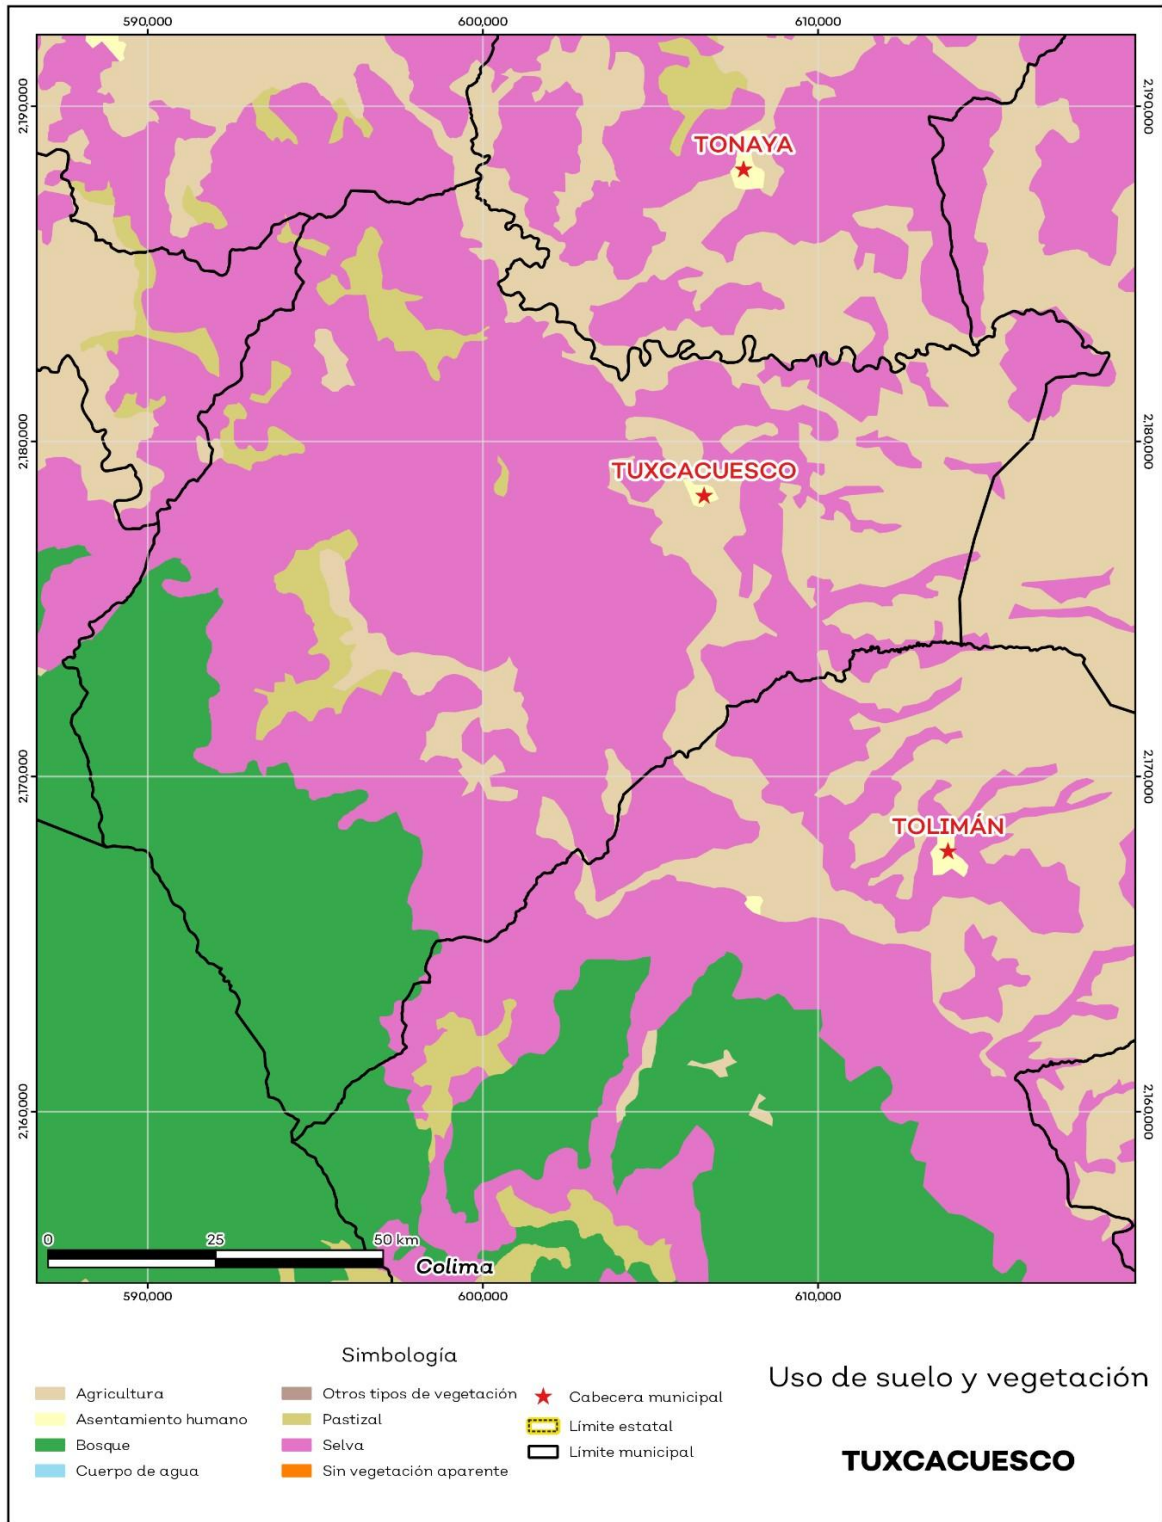 590,000 600,000 610,000
2,190,000 2,190,000
TONAYA
2,180,000 2,180,000
TUXCACUESCO
2,170,000 2,170,000
TOLIMÁN
2,160,000 2,160,000
0 25 50 km
Colima
590,000 600,000 610,000
Simbología
Agricultura
Asentamiento humano
Bosque
Cuerpo de agua
Otros tipos de vegetación
Pastizal
Selva
Sin vegetación aparente
Cabecera municipal
Límite estatal
Límite municipal
Uso de suelo y vegetación
TUXCACUESCO